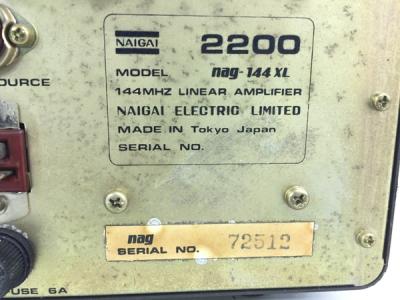 NAIGAI 2200
MODEL nag-144XL
144MHZ LINEAR AMPLIFIER
NAIGAI ELECTRIC LIMITED
MADE IN Tokyo Japan
SERIAL NO.
OURCE
nag
SERIAL NO. 72512
FUSE 6A